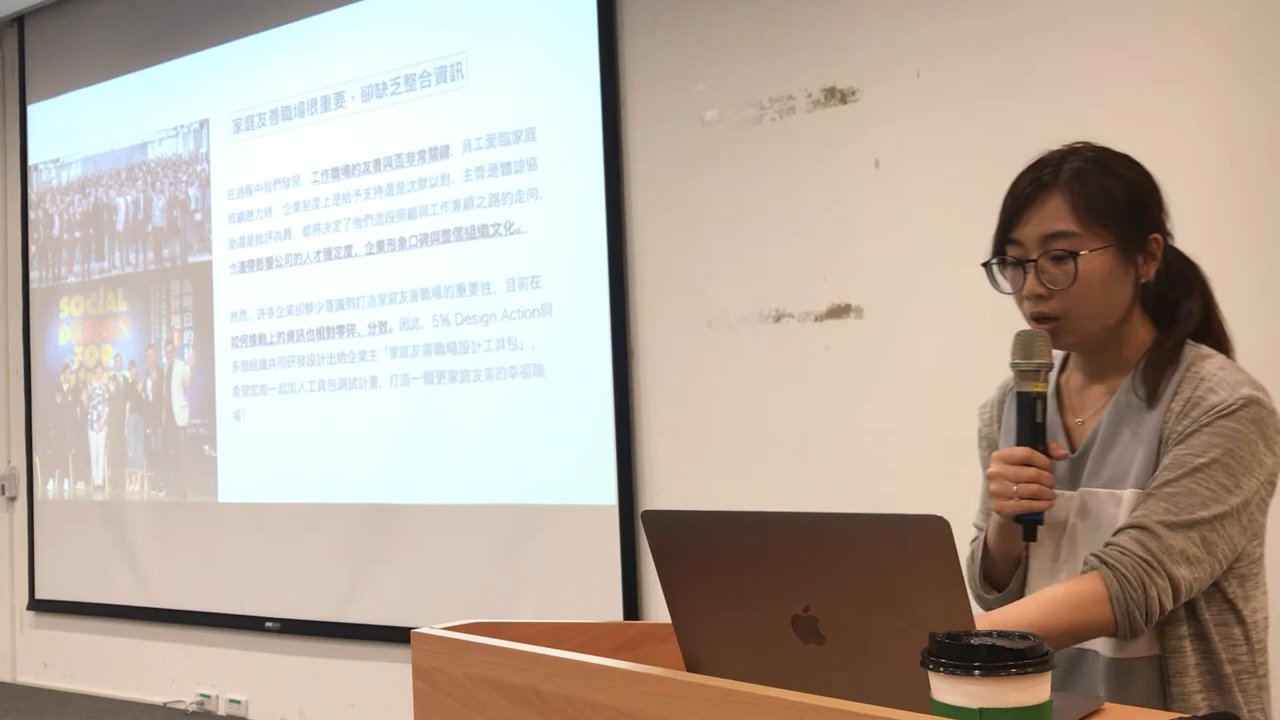 家庭友善職場很重要，卻缺乏整合資訊
在過程中我們發現，工作職場的友善與否非常關鍵，員工面臨家庭
照顧壓力時，企業制度上是給予支持還是沈默以對、主管是體諒協
助還是批評為難，都將決定了他們這段照顧與工作兼顧之路的走向，
也連帶影響公司的人才穩定度、企業形象口碑與整個組織文化。
然而，許多企業卻鮮少意識到打造家庭友善職場的重要性，目前在
如何推動上的資訊也相對零碎、分散。因此，5% Design Action與
多個組織共同研發設計出給企業主「家庭友善職場設計工具包」，
希望您能一起加入工具包測試計畫，打造一個更家庭友善的幸福職
場！
SOCIAL
DESIGN
FOR